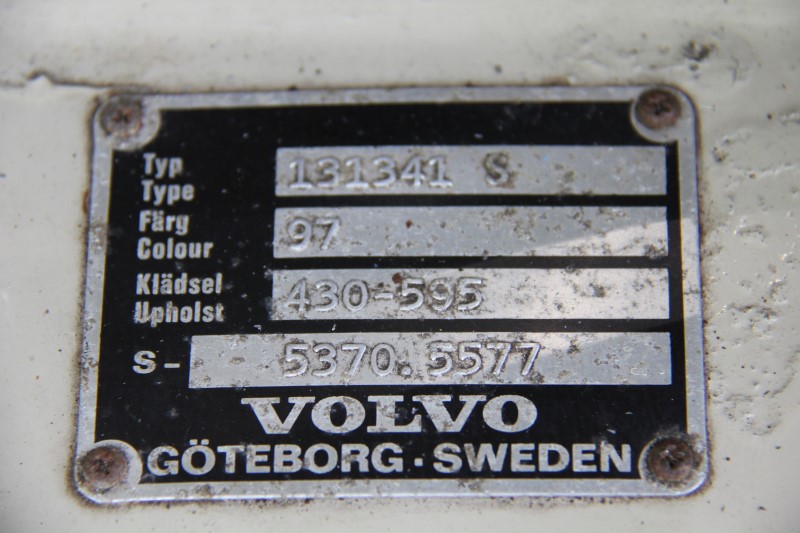 Typ
Type 131341 S
Färg
Colour 97
Klädsel
Upholst 430-595
S- 5370.5577
VOLVO
GÖTEBORG · SWEDEN